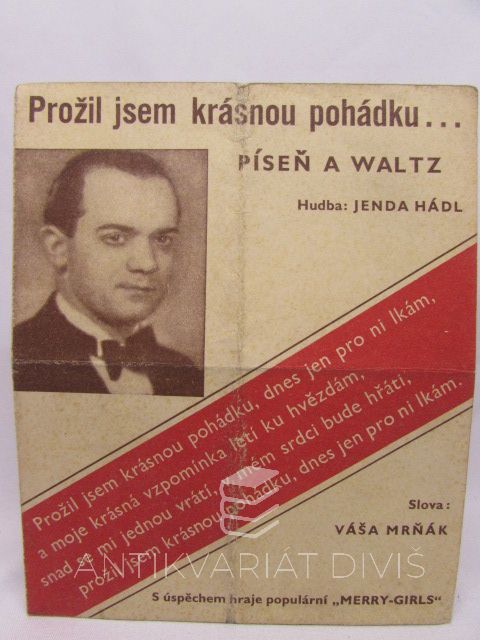 Prožil jsem krásnou pohádku...
PÍSEŇ A WALTZ
Hudba: JENDA HÁDL
Prožil jsem krásnou pohádku, dnes jen pro ni lkám,
a moje krásná vzpomínka letí ku hvězdám,
snad se mi jednou vrátí, v mém srdci bude hřáti,
prožil jsem krásnou pohádku, dnes jen pro ni lkám.
Slova:
VÁŠA MRŇÁK
ANTIKVARIÁT DIVIŠ
S úspěchem hraje populární „MERRY-GIRLS"